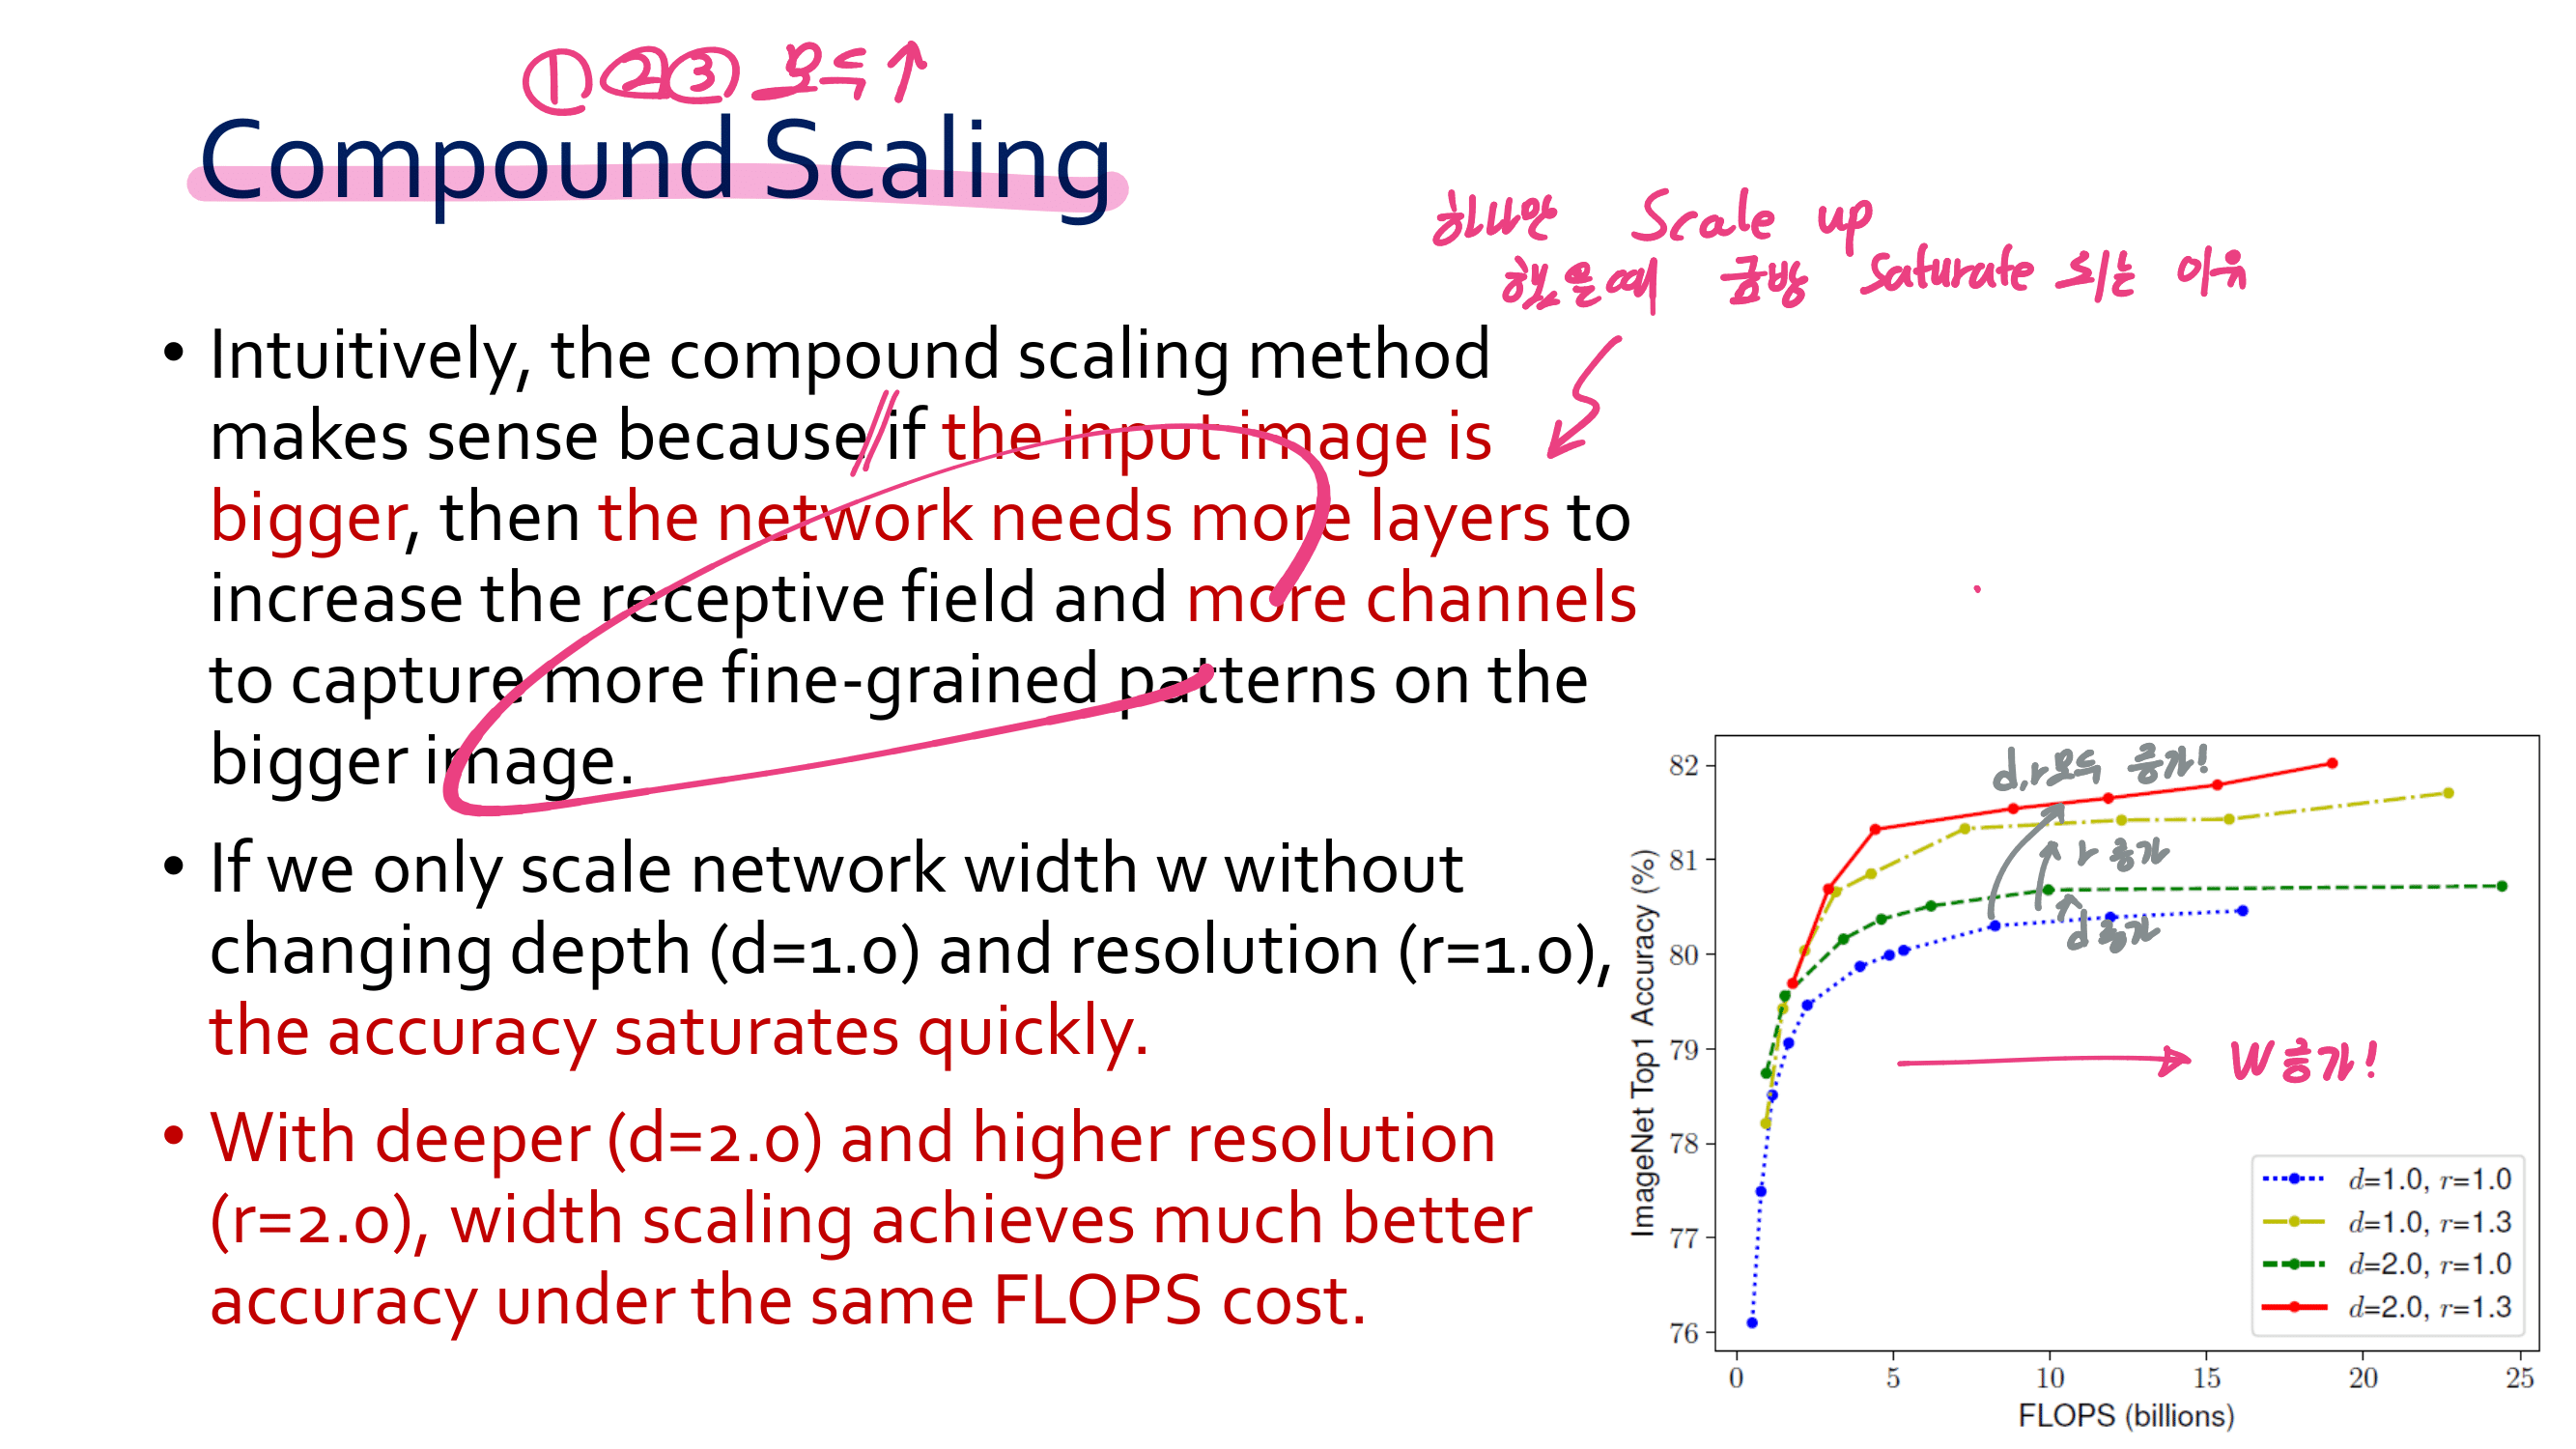 ①②③ 모두 ↑
Compound Scaling
하나만 Scale up
했을때 금방 Saturate 되는 이유
• Intuitively, the compound scaling method
makes sense because if the input image is
bigger, then the network needs more layers to
increase the receptive field and more channels
to capture more fine-grained patterns on the
bigger image.
• If we only scale network width w without
changing depth (d=1.0) and resolution (r=1.0),
the accuracy saturates quickly.
• With deeper (d=2.0) and higher resolution
(r=2.0), width scaling achieves much better
accuracy under the same FLOPS cost.
ImageNet Top1 Accuracy (%)
82
81
80
79
78
77
76
d,r모두 증가!
r 증가
d 증가
W증가!
d=1.0, r=1.0
d=1.0, r=1.3
d=2.0, r=1.0
d=2.0, r=1.3
0 5 10 15 20 25
FLOPS (billions)